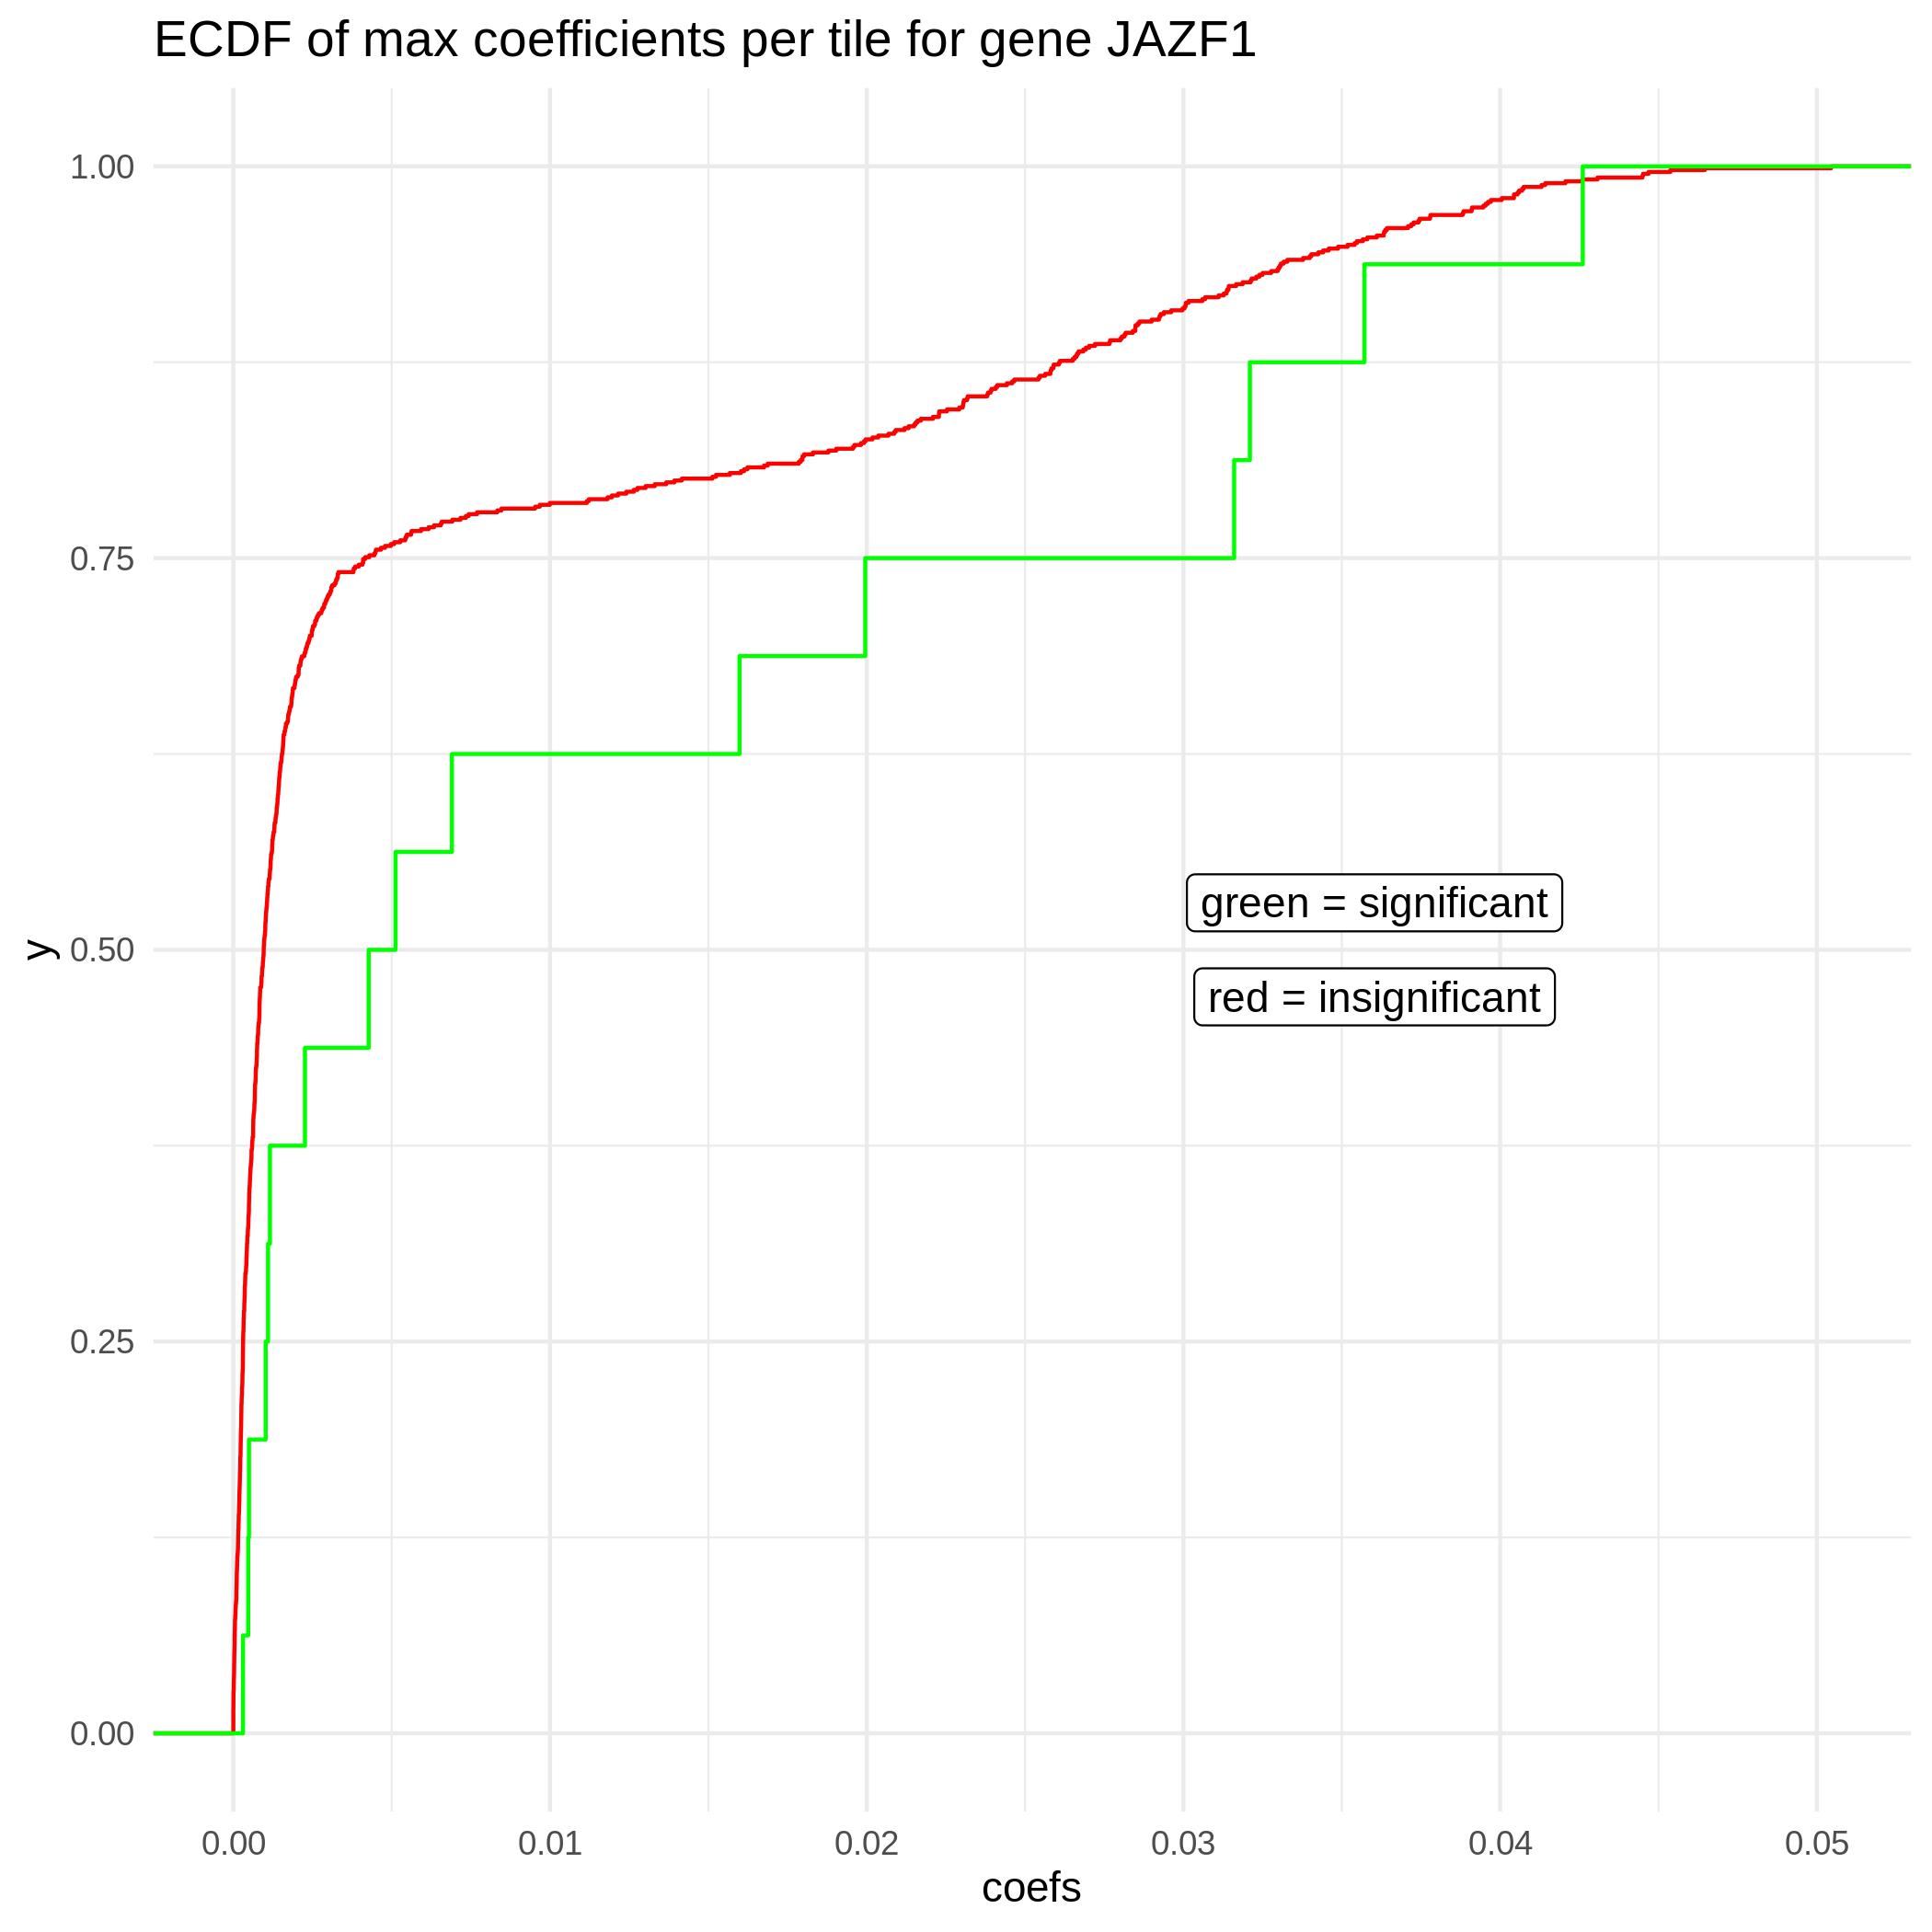 ECDF of max coefficients per tile for gene JAZF1
1.00
0.75
0.50
0.25
0.00
y
green = significant
red = insignificant
0.00 0.01 0.02 0.03 0.04 0.05
coefs